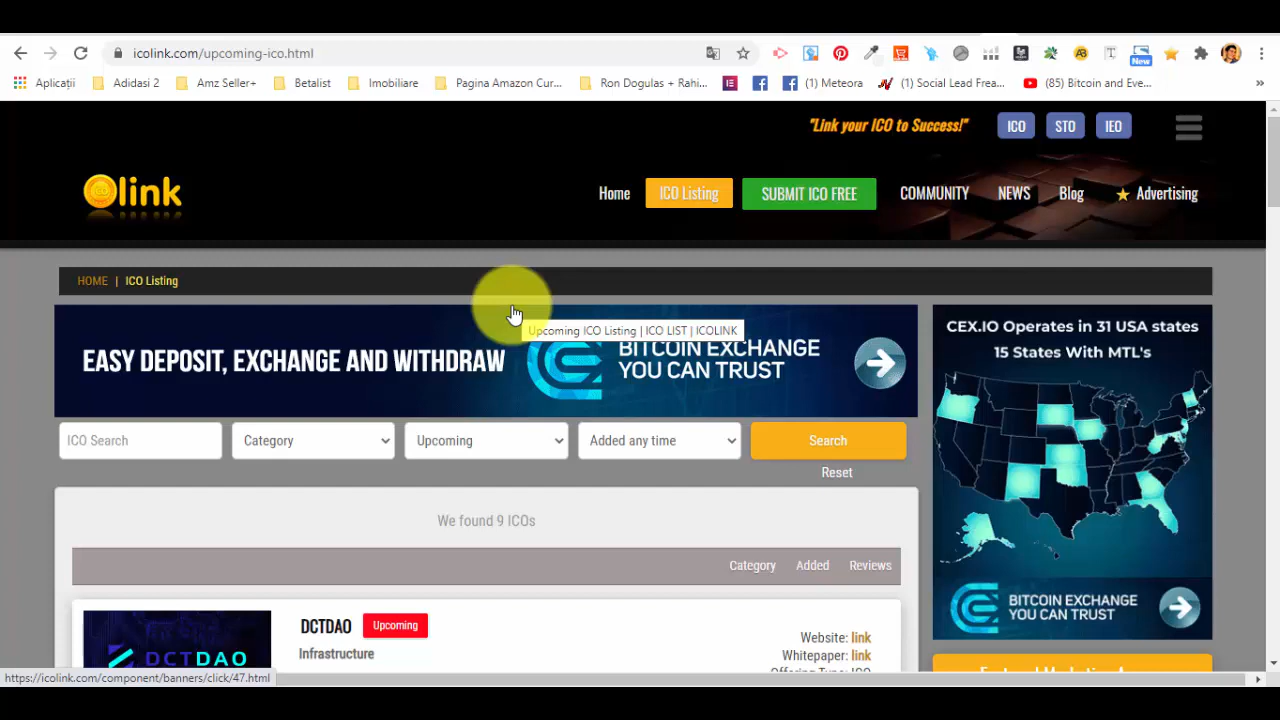 icolink.com/upcoming-ico.html
New
Aplicații
Adidasi 2
Amz Seller+
Betalist
Imobiliare
Pagina Amazon Cur...
Ron Dogulas + Rahi...
(1) Meteora
(1) Social Lead Frea...
(85) Bitcoin and Eve...
»
"Link your ICO to Success!"
ICO
STO
IEO
link
Home
ICO Listing
SUBMIT ICO FREE
COMMUNITY
NEWS
Blog
Advertising
HOME | ICO Listing
Upcoming ICO Listing | ICO LIST | ICOLINK
EASY DEPOSIT, EXCHANGE AND WITHDRAW
BITCOIN EXCHANGE
YOU CAN TRUST
CEX.IO Operates in 31 USA states
15 States With MTL's
BITCOIN EXCHANGE
YOU CAN TRUST
ICO Search
Category
Upcoming
Added any time
Search
Reset
We found 9 ICOs
Category
Added
Reviews
DCTDAO
DCTDAO
Upcoming
Infrastructure
Website: link
Whitepaper: link
Offering Type: ICO
https://icolink.com/component/banners/click/47.html